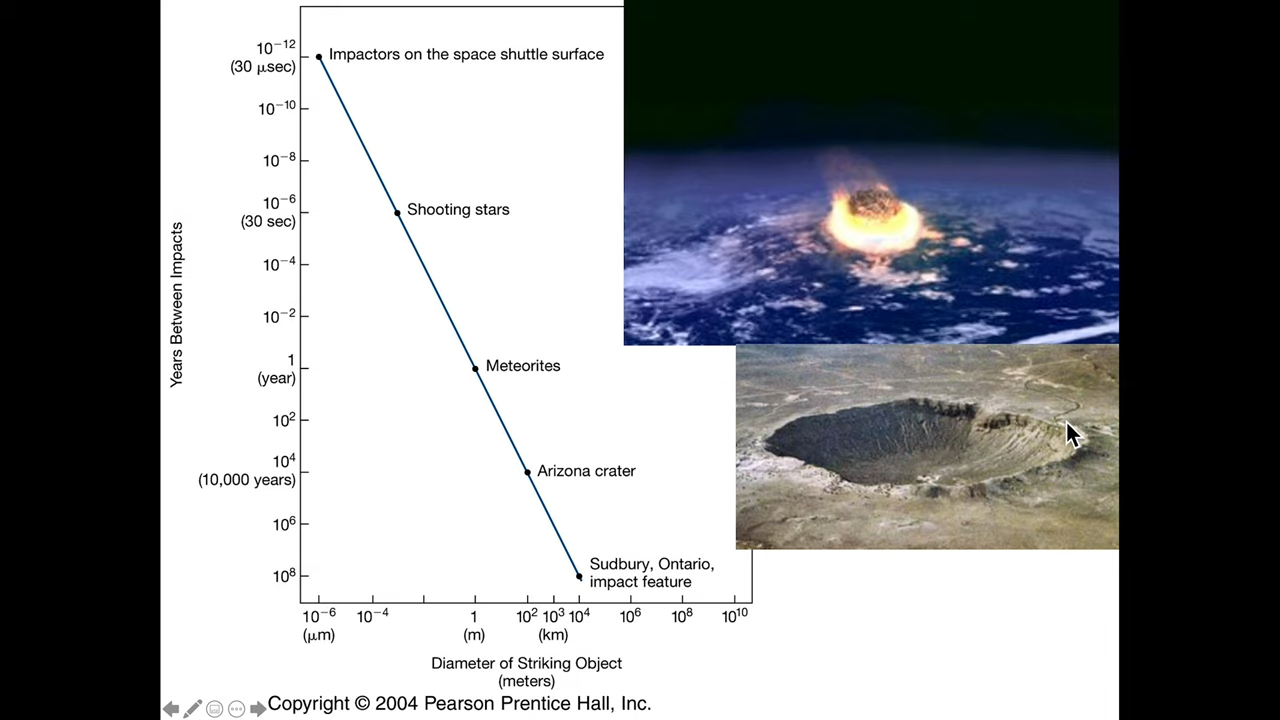 10⁻¹²
(30 μsec)
Impactors on the space shuttle surface
10⁻¹⁰
10⁻⁸
10⁻⁶
(30 sec)
Shooting stars
10⁻⁴
10⁻²
1
(year)
Meteorites
10²
10⁴
(10,000 years)
Arizona crater
10⁶
10⁸
Sudbury, Ontario,
impact feature
Years Between Impacts
10⁻⁶ 10⁻⁴ 1 10² 10³ 10⁴ 10⁶ 10⁸ 10¹⁰
(μm) (m) (km)
Diameter of Striking Object
(meters)
Copyright © 2004 Pearson Prentice Hall, Inc.